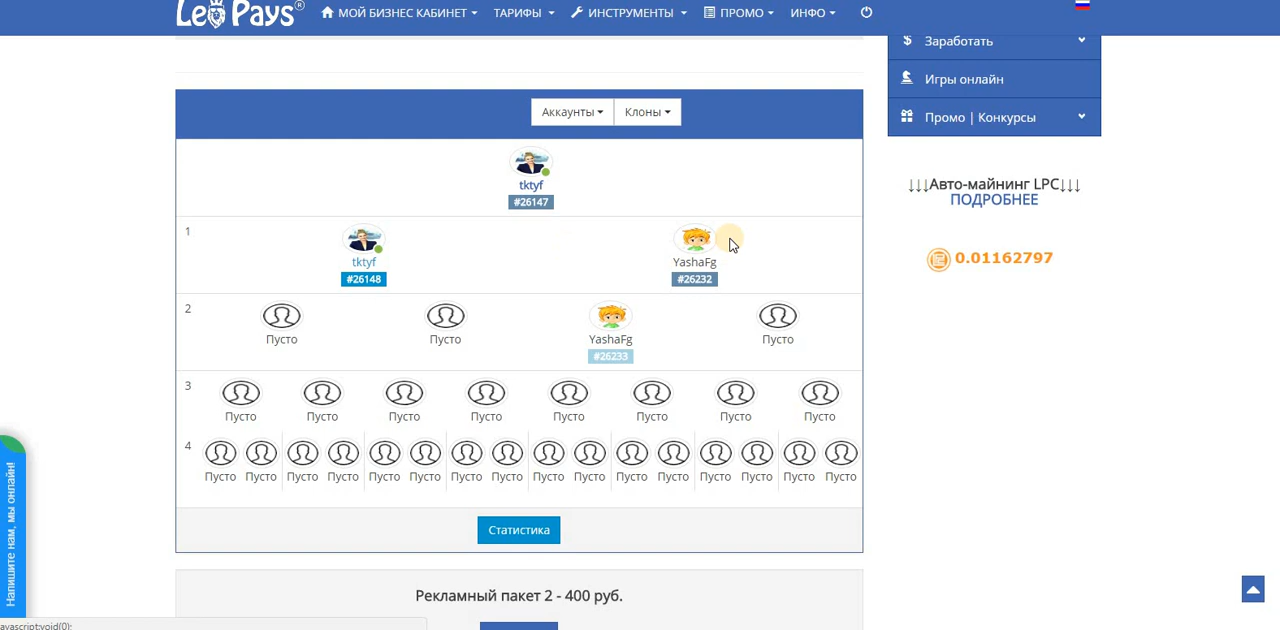 LeoPays®
МОЙ БИЗНЕС КАБИНЕТ ТАРИФЫ ИНСТРУМЕНТЫ ПРОМО ИНФО
Заработать
Игры онлайн
Промо | Конкурсы
↓↓↓Авто-майнинг LPC↓↓↓
ПОДРОБНЕЕ
0.01162797
Аккаунты Клоны
tktyf
#26147
1
tktyf YashaFg
#26148 #26232
2
Пусто Пусто YashaFg Пусто
#26233
3
Пусто Пусто Пусто Пусто Пусто Пусто Пусто Пусто
4
Пусто Пусто Пусто Пусто Пусто Пусто Пусто Пусто Пусто Пусто Пусто Пусто Пусто Пусто Пусто Пусто
Статистика
Рекламный пакет 2 - 400 руб.
Напишите нам, мы онлайн!
avascript:void(0);